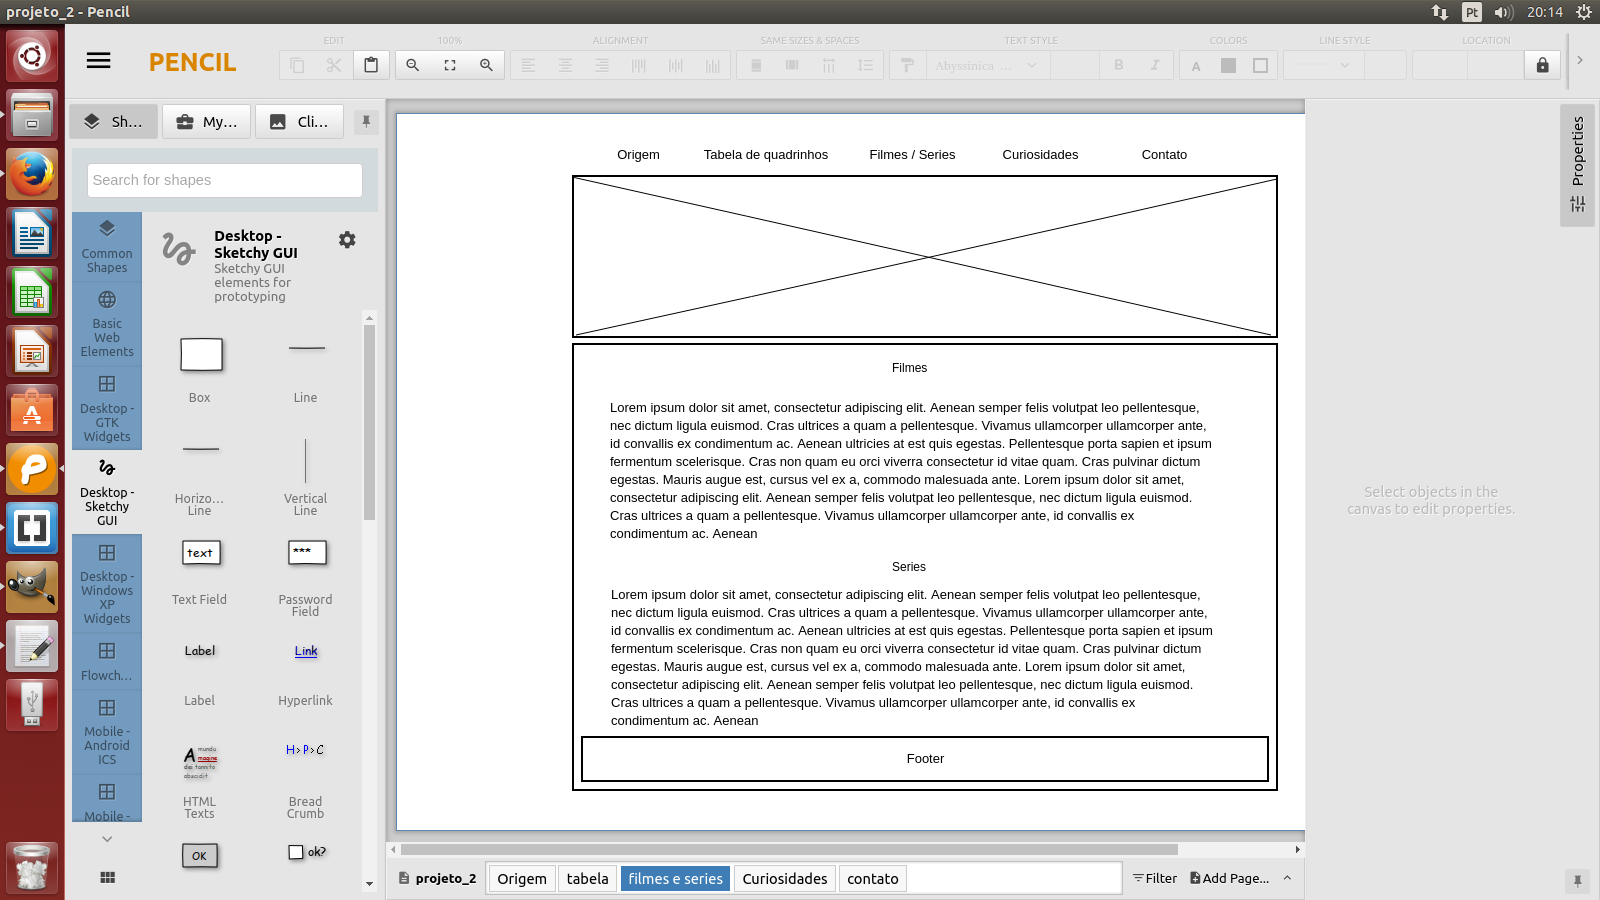 projeto_2 - Pencil
Pt
20:14
PENCIL
EDIT
100%
ALIGNMENT
SAME SIZES & SPACES
TEXT STYLE
COLORS
LINE STYLE
LOCATION
Abyssinica ...
B
I
A
Sh...
My...
Cli...
Search for shapes
Common
Shapes
Basic
Web
Elements
Desktop -
GTK
Widgets
Desktop -
Sketchy
GUI
Desktop -
Windows
XP
Widgets
Flowch...
Mobile -
Android
ICS
Mobile -
Desktop -
Sketchy GUI
Sketchy GUI
elements for
prototyping
Box
Line
Horizo...
Line
Vertical
Line
text
***
Text Field
Password
Field
Label
Link
Label
Hyperlink
A mundu
imagine
H>P>C
HTML
Texts
Bread
Crumb
OK
ok?
Origem
Tabela de quadrinhos
Filmes / Series
Curiosidades
Contato
Filmes
Lorem ipsum dolor sit amet, consectetur adipiscing elit. Aenean semper felis volutpat leo pellentesque,
nec dictum ligula euismod. Cras ultrices a quam a pellentesque. Vivamus ullamcorper ullamcorper ante,
id convallis ex condimentum ac. Aenean ultricies at est quis egestas. Pellentesque porta sapien et ipsum
fermentum scelerisque. Cras non quam eu orci viverra consectetur id vitae quam. Cras pulvinar dictum
egestas. Mauris augue est, cursus vel ex a, commodo malesuada ante. Lorem ipsum dolor sit amet,
consectetur adipiscing elit. Aenean semper felis volutpat leo pellentesque, nec dictum ligula euismod.
Cras ultrices a quam a pellentesque. Vivamus ullamcorper ullamcorper ante, id convallis ex
condimentum ac. Aenean
Series
Lorem ipsum dolor sit amet, consectetur adipiscing elit. Aenean semper felis volutpat leo pellentesque,
nec dictum ligula euismod. Cras ultrices a quam a pellentesque. Vivamus ullamcorper ullamcorper ante,
id convallis ex condimentum ac. Aenean ultricies at est quis egestas. Pellentesque porta sapien et ipsum
fermentum scelerisque. Cras non quam eu orci viverra consectetur id vitae quam. Cras pulvinar dictum
egestas. Mauris augue est, cursus vel ex a, commodo malesuada ante. Lorem ipsum dolor sit amet,
consectetur adipiscing elit. Aenean semper felis volutpat leo pellentesque, nec dictum ligula euismod.
Cras ultrices a quam a pellentesque. Vivamus ullamcorper ullamcorper ante, id convallis ex
condimentum ac. Aenean
Footer
Properties
Select objects in the
canvas to edit properties.
projeto_2
Origem
tabela
filmes e series
Curiosidades
contato
Filter
Add Page...